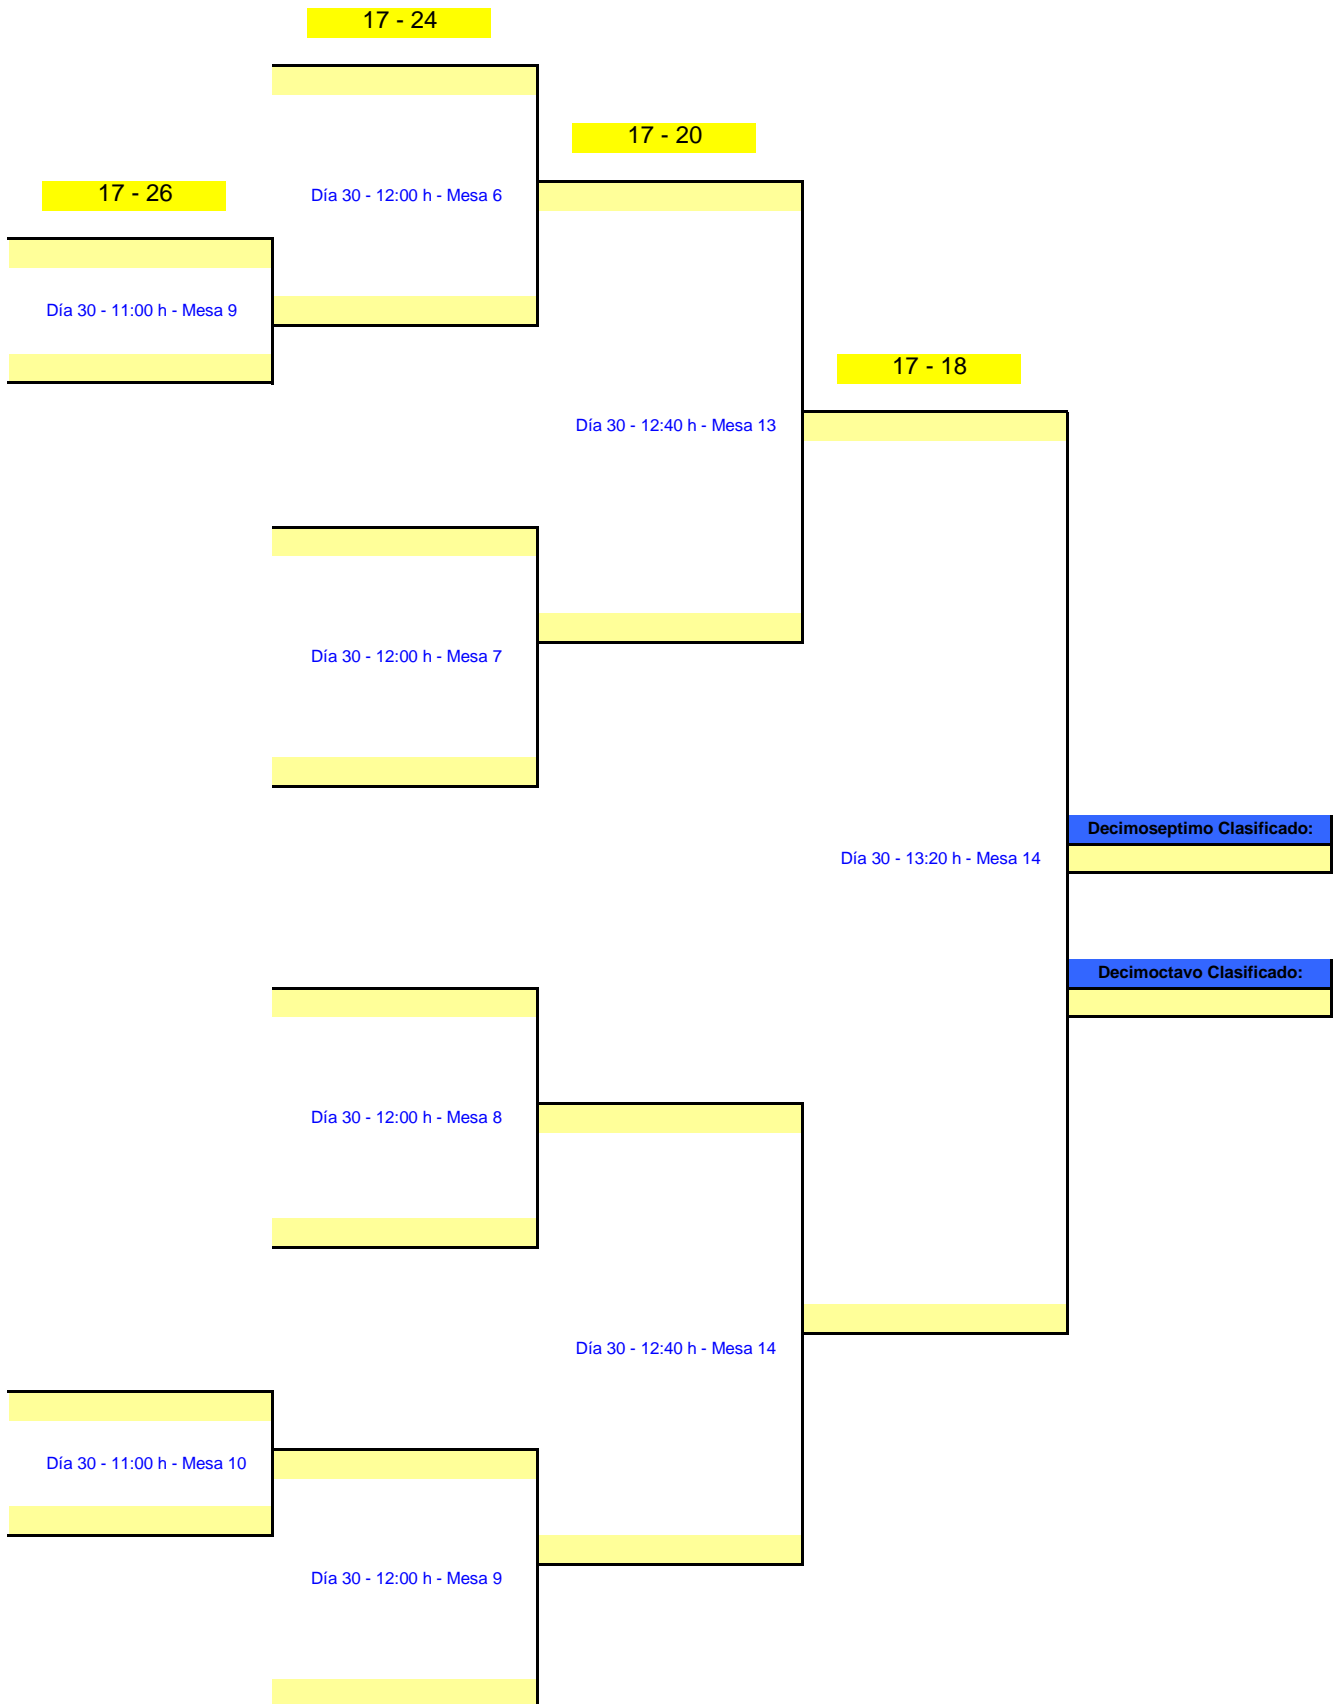 17 - 24
17 - 20
17 - 26
Día 30 - 12:00 h - Mesa 6
Día 30 - 11:00 h - Mesa 9
17 - 18
Día 30 - 12:40 h - Mesa 13
Día 30 - 12:00 h - Mesa 7
Decimoseptimo Clasificado:
Día 30 - 13:20 h - Mesa 14
Decimoctavo Clasificado:
Día 30 - 12:00 h - Mesa 8
Día 30 - 12:40 h - Mesa 14
Día 30 - 11:00 h - Mesa 10
Día 30 - 12:00 h - Mesa 9